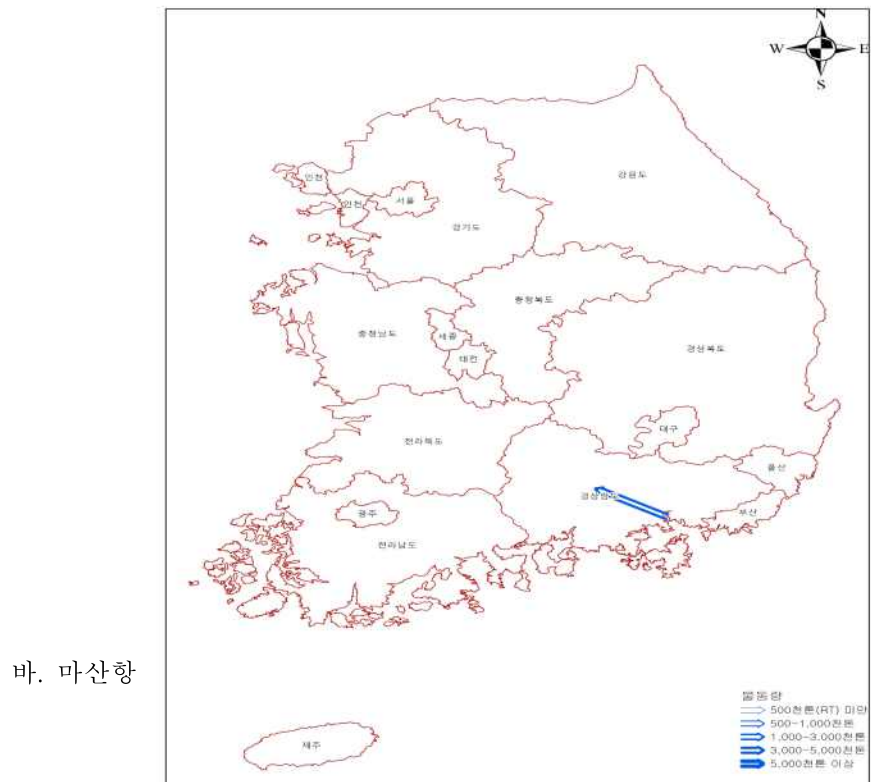 N
W E
S
인천
인천
서울
경기도
강원도
충청남도
세종
대전
충청북도
경상북도
대구
전라북도
울산
경상남도
부산
광주
전라남도
바. 마산항
제주
물동량
500천톤(RT) 미만
500-1,000천톤
1,000-3,000천톤
3,000-5,000천톤
5,000천톤 이상